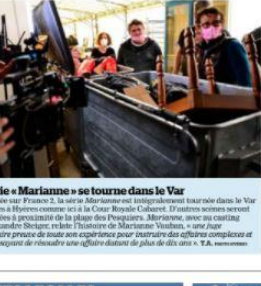 ie « Marianne » se tourne dans le Var
ée sur France 2, la série Marianne est intégralement tournée dans le Var
s à Hyères comme ici à la Cour Royale Cabaret. D'autres scènes seront
ées à proximité de la plage des Pesquiers. Marianne, avec au casting
andre Steiger, relate l'histoire de Marianne Vauban, « une juge
aire preuve de toute son expérience pour instruire des affaires complexes et
sayant de résoudre une affaire datant de plus de dix ans ». T.A.